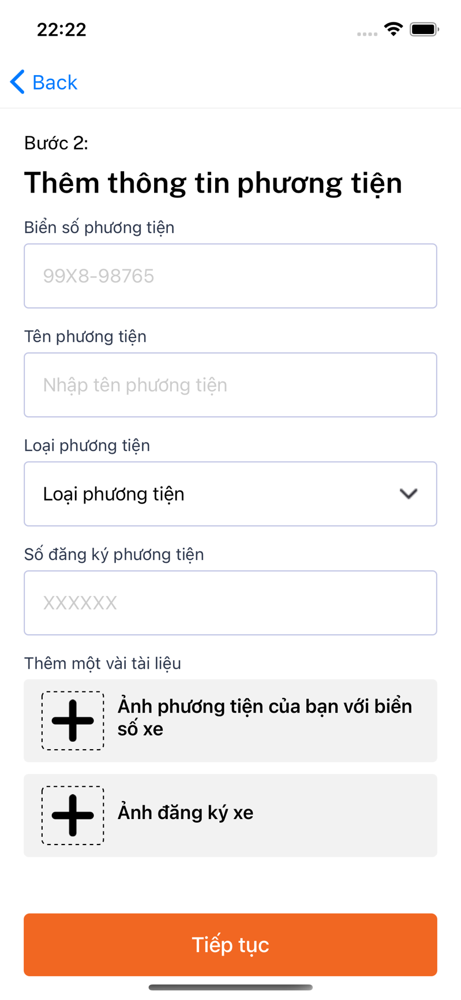 22:22
Back
Bước 2:
Thêm thông tin phương tiện
Biển số phương tiện
99X8-98765
Tên phương tiện
Nhập tên phương tiện
Loại phương tiện
Loại phương tiện
Số đăng ký phương tiện
XXXXXX
Thêm một vài tài liệu
Ảnh phương tiện của bạn với biển
số xe
Ảnh đăng ký xe
Tiếp tục